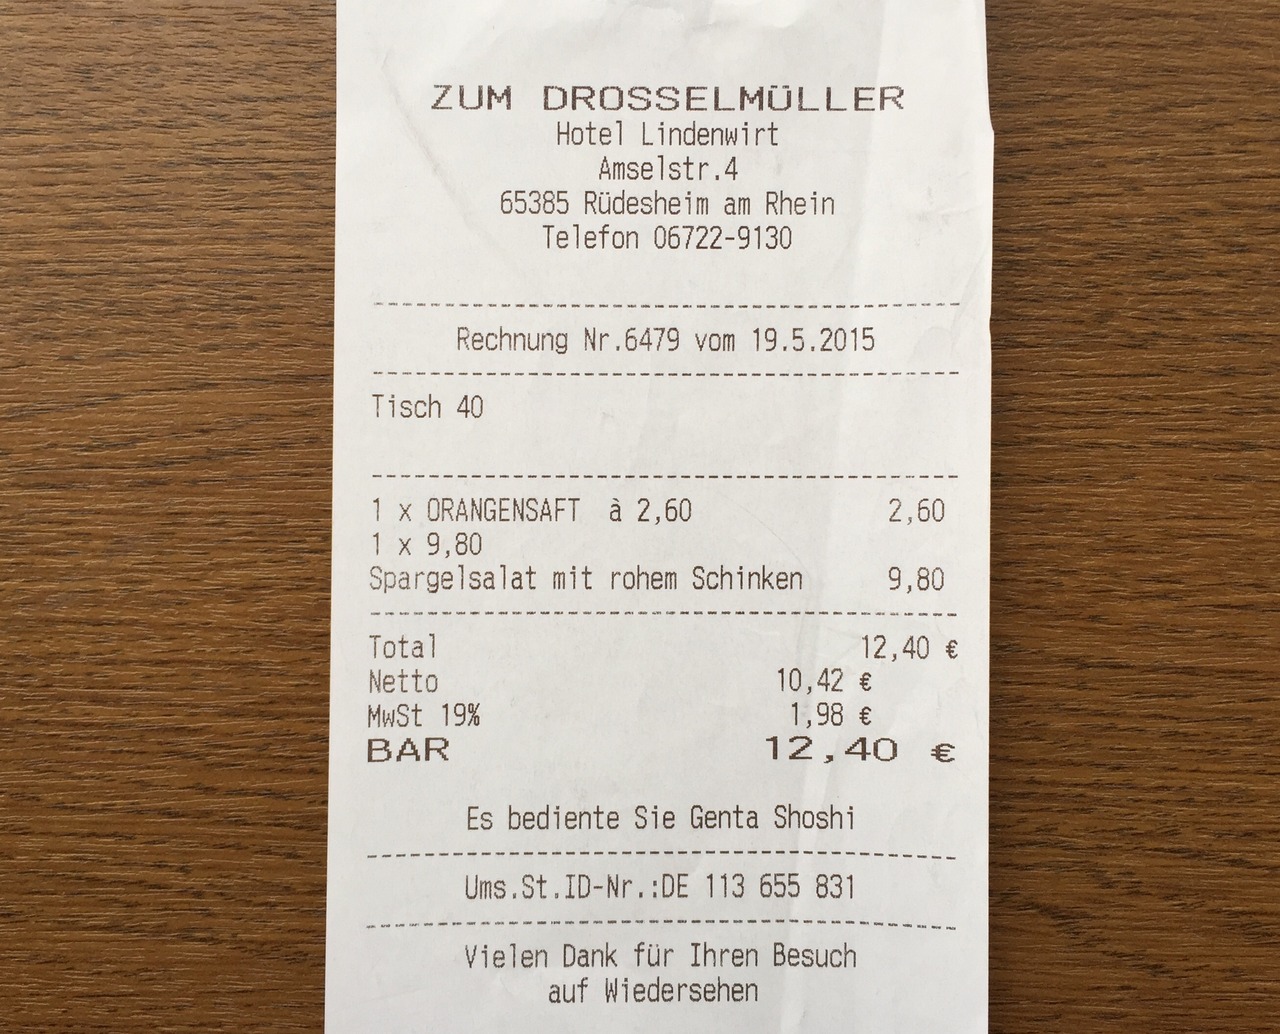 ZUM DROSSELMÜLLER
Hotel Lindenwirt
Amselstr.4
65385 Rüdesheim am Rhein
Telefon 06722-9130
Rechnung Nr.6479 vom 19.5.2015
Tisch 40
1 x ORANGENSAFT à 2,60 2,60
1 x 9,80
Spargelsalat mit rohem Schinken 9,80
Total 12,40 €
Netto 10,42 €
MwSt 19% 1,98 €
BAR 12,40 €
Es bediente Sie Genta Shoshi
Ums.St.ID-Nr.:DE 113 655 831
Vielen Dank für Ihren Besuch
auf Wiedersehen